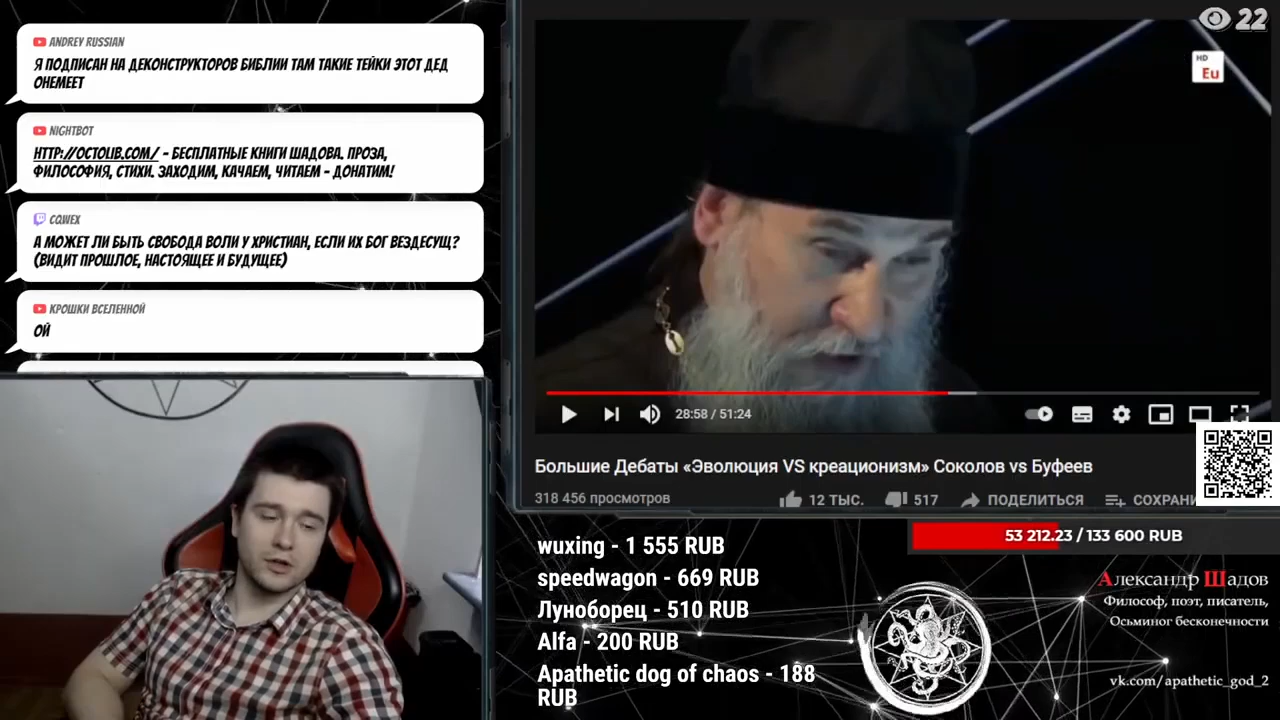 ANDREY RUSSIAN
Я ПОДПИСАН НА ДЕКОНСТРУКТОРОВ БИБЛИИ ТАМ ТАКИЕ ТЕЙКИ ЭТОТ ДЕД
ОНЕМЕЕТ
NIGHTBOT
HTTP://OCTOLIB.COM/ - БЕСПЛАТНЫЕ КНИГИ ШАДОВА. ПРОЗА,
ФИЛОСОФИЯ, СТИХИ. ЗАХОДИМ, КАЧАЕМ, ЧИТАЕМ - ДОНАТИМ!
CQWEX
А МОЖЕТ ЛИ БЫТЬ СВОБОДА ВОЛИ У ХРИСТИАН, ЕСЛИ ИХ БОГ ВЕЗДЕСУЩ?
(ВИДИТ ПРОШЛОЕ, НАСТОЯЩЕЕ И БУДУЩЕЕ)
КРОШКИ ВСЕЛЕННОЙ
ОЙ
22
HD
Eu
28:58 / 51:24
Большие Дебаты «Эволюция VS креационизм» Соколов vs Буфеев
318 456 просмотров
12 ТЫС.
517
ПОДЕЛИТЬСЯ
СОХРАНИ
53 212.23 / 133 600 RUB
wuxing - 1 555 RUB
speedwagon - 669 RUB
Луноборец - 510 RUB
Alfa - 200 RUB
Apathetic dog of chaos - 188
RUB
Александр Шадов
Философ, поэт, писатель,
Осьминог бесконечности
vk.com/apathetic_god_2